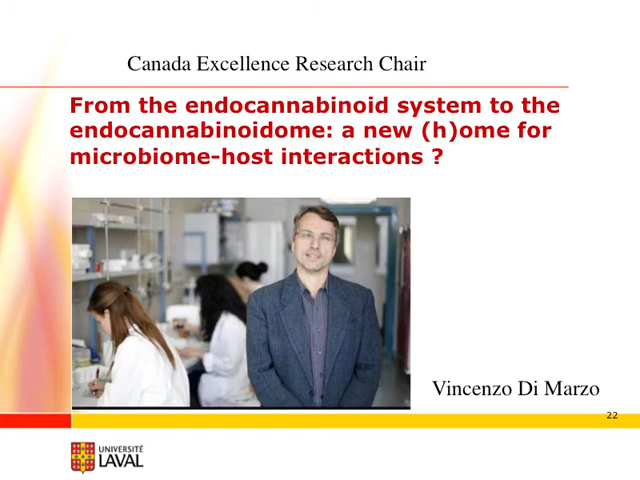 Canada Excellence Research Chair
From the endocannabinoid system to the
endocannabinoidome: a new (h)ome for
microbiome-host interactions ?
Vincenzo Di Marzo
22
UNIVERSITÉ
LAVAL